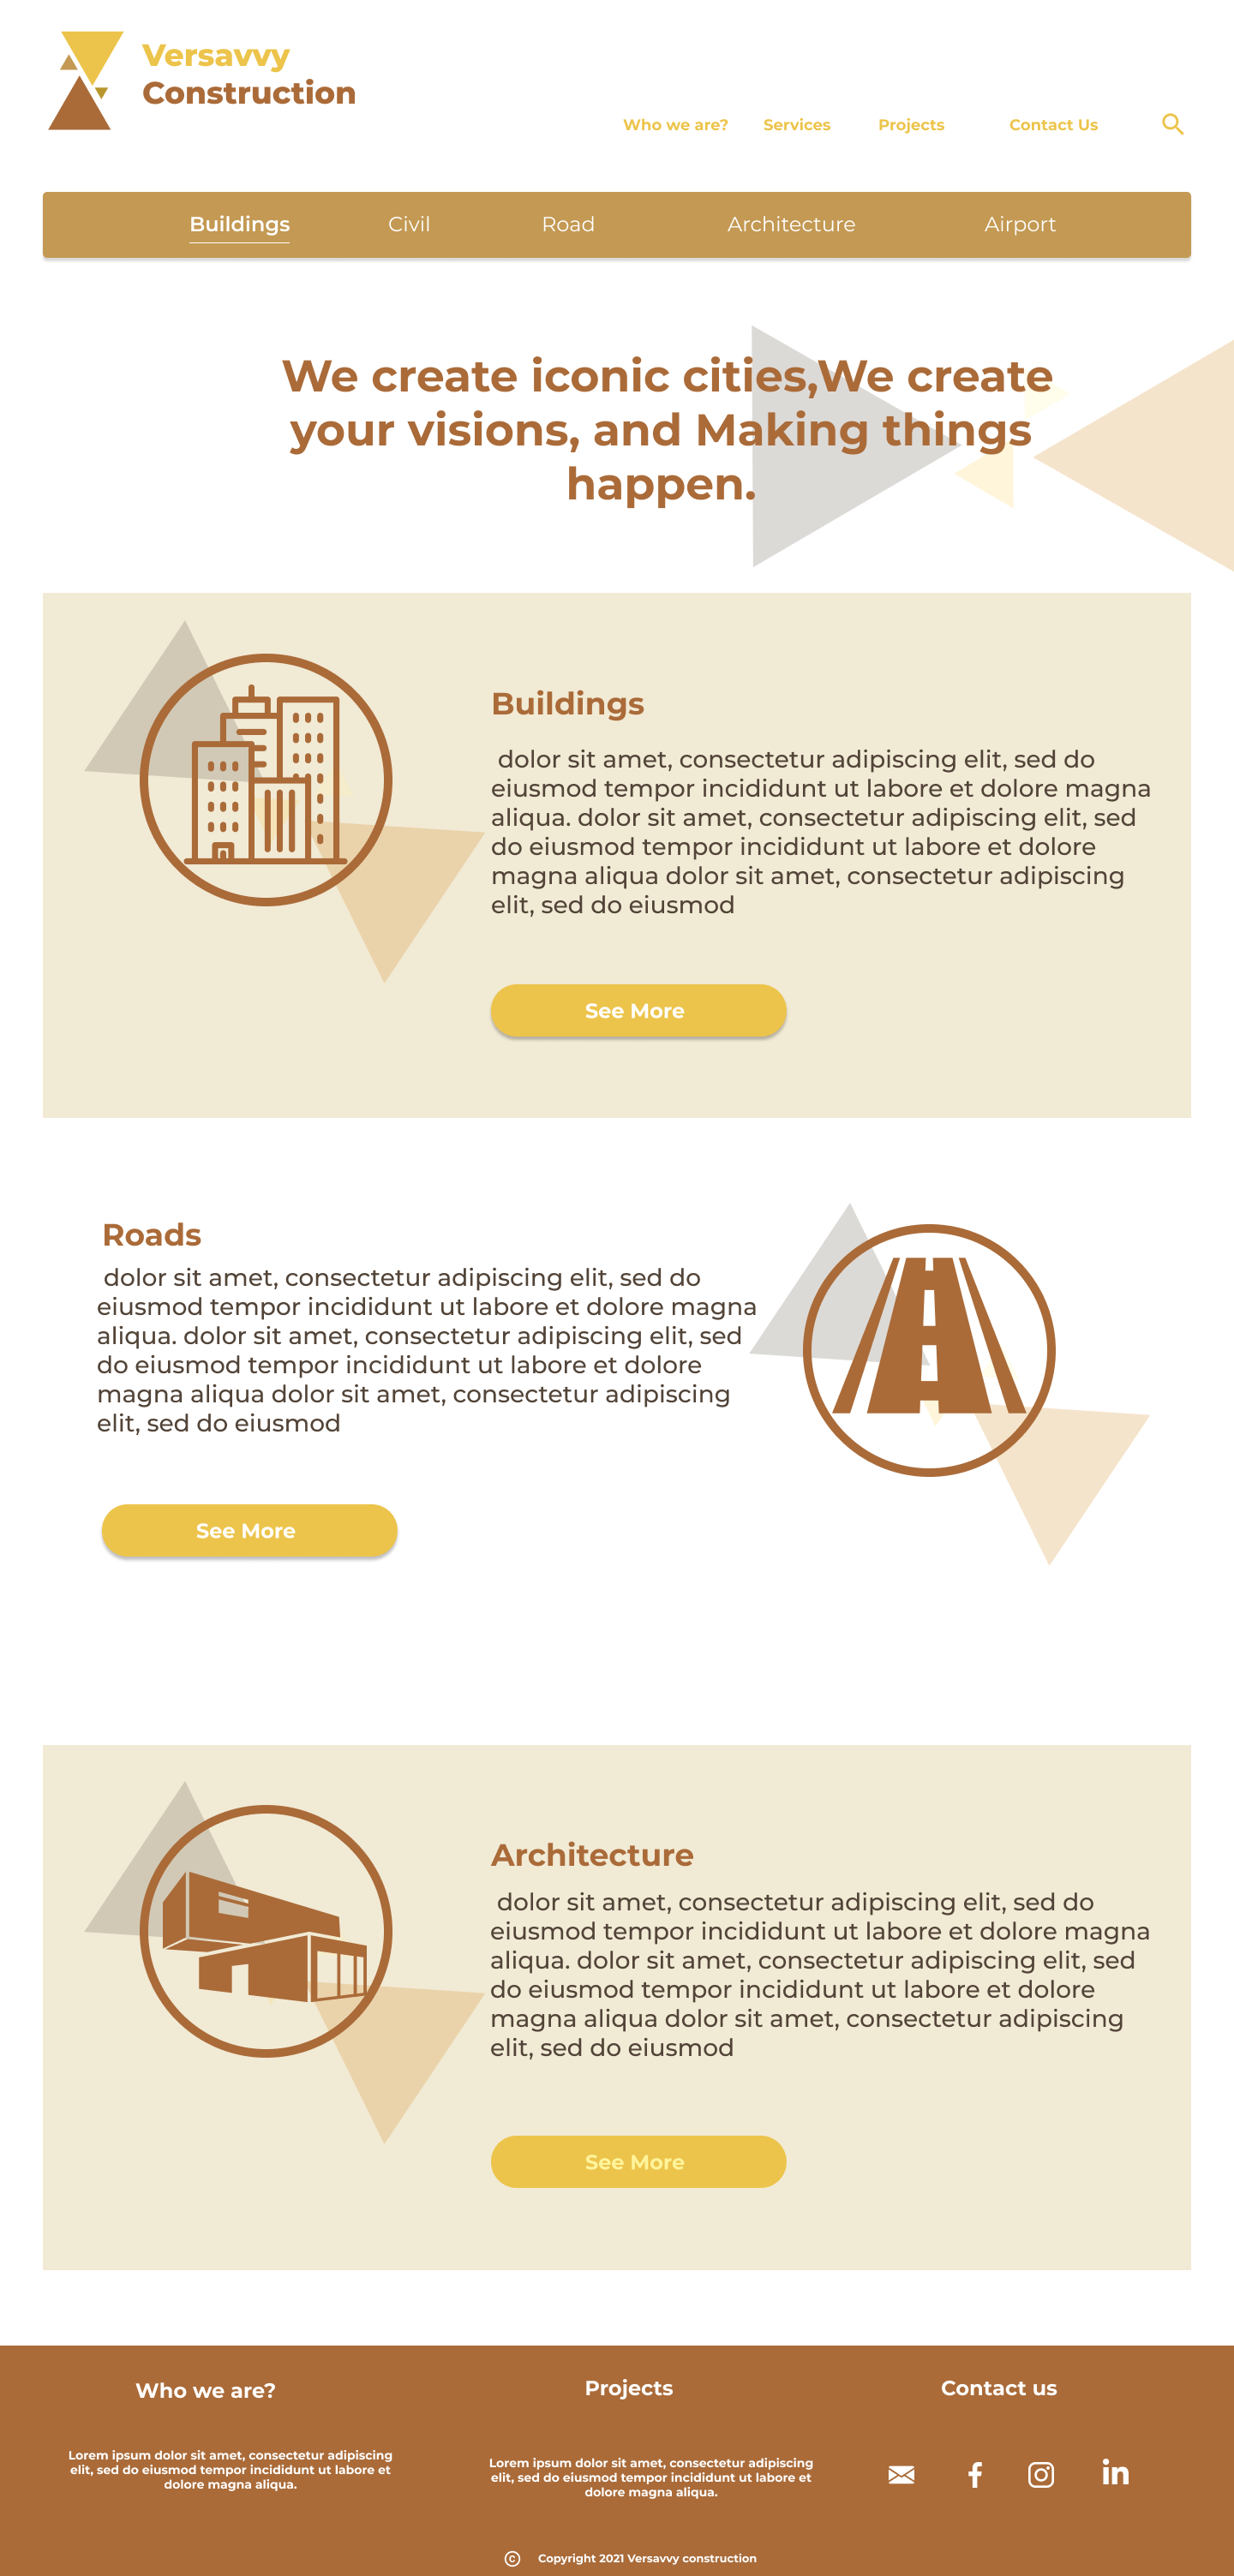 Versavvy
Construction
Who we are? Services Projects Contact Us
Buildings Civil Road Architecture Airport
We create iconic cities,We create
your visions, and Making things
happen.
Buildings
dolor sit amet, consectetur adipiscing elit, sed do
eiusmod tempor incididunt ut labore et dolore magna
aliqua. dolor sit amet, consectetur adipiscing elit, sed
do eiusmod tempor incididunt ut labore et dolore
magna aliqua dolor sit amet, consectetur adipiscing
elit, sed do eiusmod
See More
Roads
dolor sit amet, consectetur adipiscing elit, sed do
eiusmod tempor incididunt ut labore et dolore magna
aliqua. dolor sit amet, consectetur adipiscing elit, sed
do eiusmod tempor incididunt ut labore et dolore
magna aliqua dolor sit amet, consectetur adipiscing
elit, sed do eiusmod
See More
Architecture
dolor sit amet, consectetur adipiscing elit, sed do
eiusmod tempor incididunt ut labore et dolore magna
aliqua. dolor sit amet, consectetur adipiscing elit, sed
do eiusmod tempor incididunt ut labore et dolore
magna aliqua dolor sit amet, consectetur adipiscing
elit, sed do eiusmod
See More
Who we are?
Lorem ipsum dolor sit amet, consectetur adipiscing
elit, sed do eiusmod tempor incididunt ut labore et
dolore magna aliqua.
Projects
Lorem ipsum dolor sit amet, consectetur adipiscing
elit, sed do eiusmod tempor incididunt ut labore et
dolore magna aliqua.
Contact us
© Copyright 2021 Versavvy construction